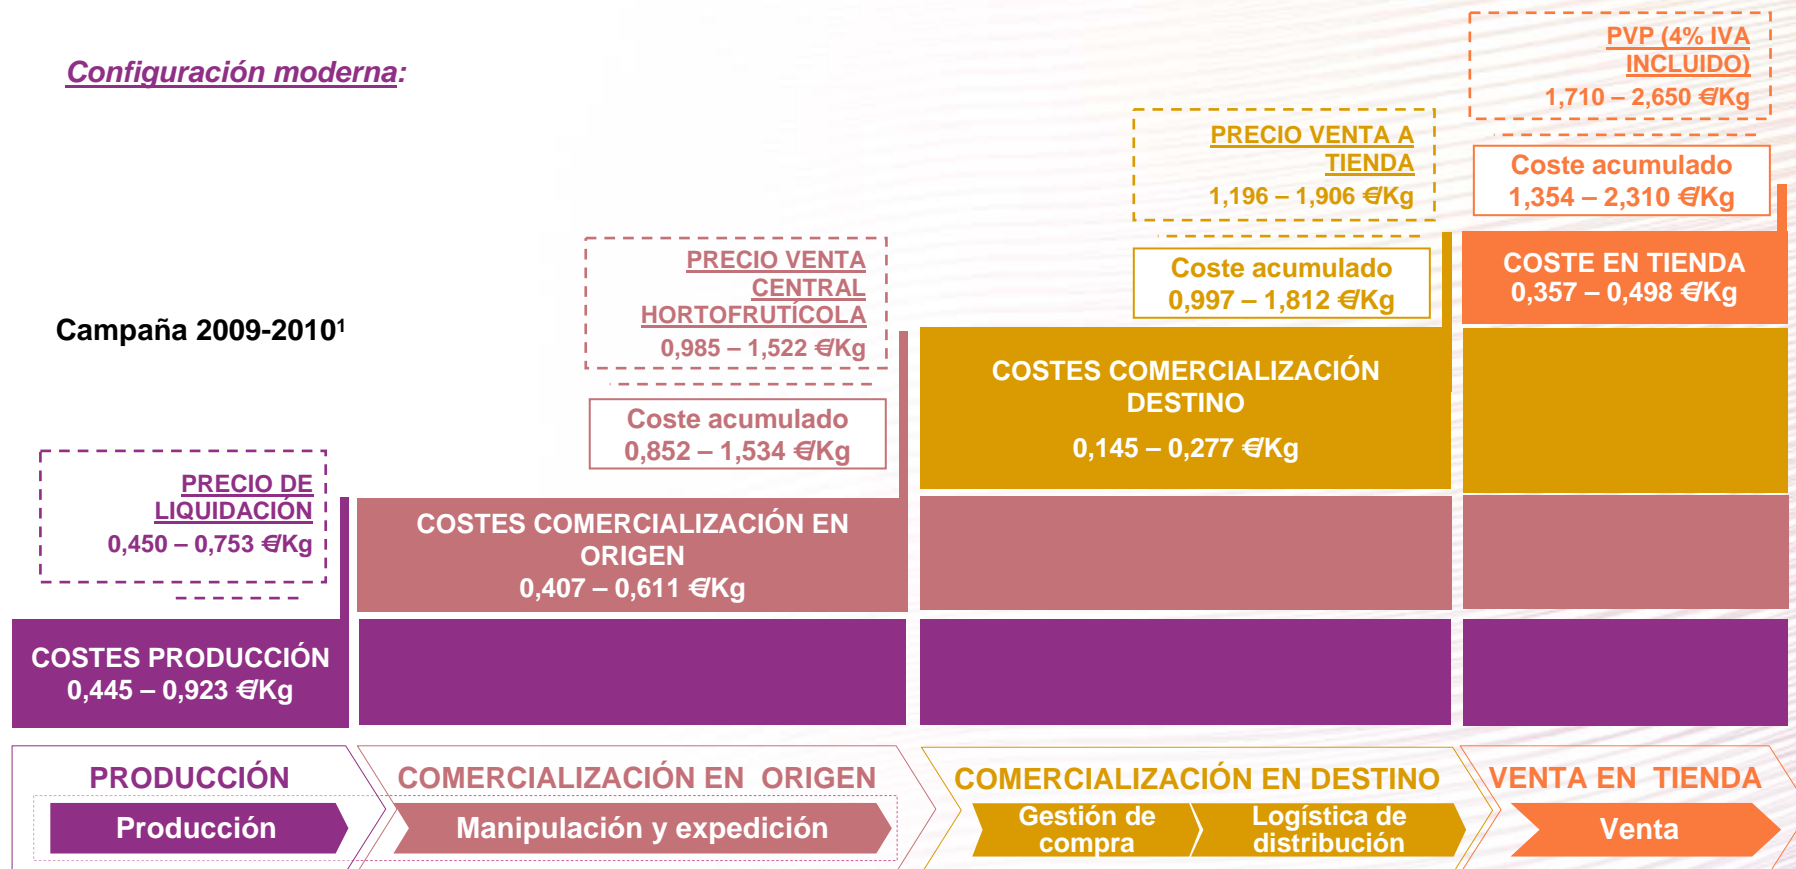 Configuración moderna:
Campaña 2009-2010¹
PRECIO DE
LIQUIDACIÓN
0,450 – 0,753 €/Kg
COSTES PRODUCCIÓN
0,445 – 0,923 €/Kg
PRECIO VENTA
CENTRAL
HORTOFRUTÍCOLA
0,985 – 1,522 €/Kg
Coste acumulado
0,852 – 1,534 €/Kg
COSTES COMERCIALIZACIÓN EN
ORIGEN
0,407 – 0,611 €/Kg
PRECIO VENTA A
TIENDA
1,196 – 1,906 €/Kg
Coste acumulado
0,997 – 1,812 €/Kg
COSTES COMERCIALIZACIÓN
DESTINO
0,145 – 0,277 €/Kg
PVP (4% IVA
INCLUIDO)
1,710 – 2,650 €/Kg
Coste acumulado
1,354 – 2,310 €/Kg
COSTE EN TIENDA
0,357 – 0,498 €/Kg
PRODUCCIÓN
Producción
COMERCIALIZACIÓN EN ORIGEN
Manipulación y expedición
COMERCIALIZACIÓN EN DESTINO
Gestión de
compra
Logística de
distribución
VENTA EN TIENDA
Venta